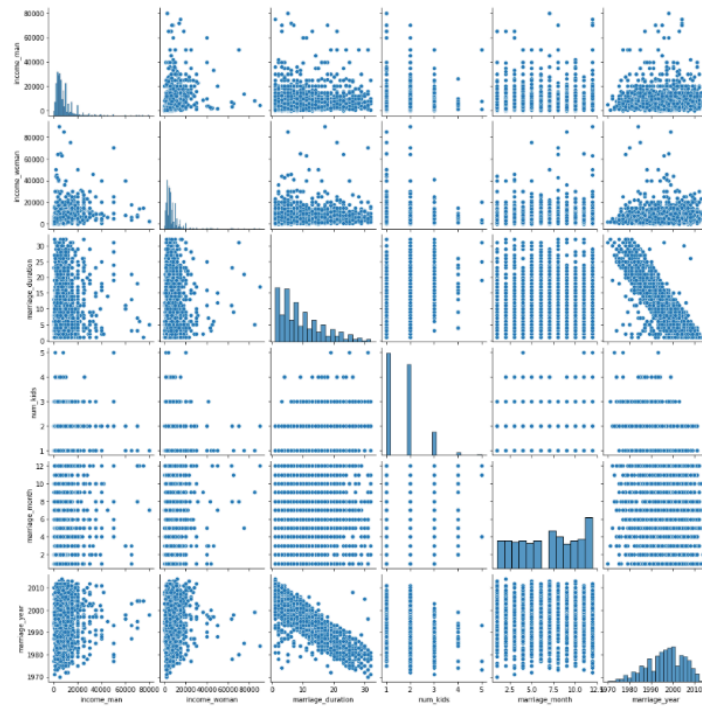 80000
60000
40000
20000
0
income_man
80000
60000
40000
20000
0
income_woman
30
25
20
15
10
5
0
marriage_duration
5
4
3
2
1
num_kids
12
10
8
6
4
2
marriage_month
2010
2000
1990
1980
1970
marriage_year
0 20000 40000 60000 80000
income_man
0 20000 40000 60000 80000
income_woman
0 10 20 30
marriage_duration
1 2 3 4 5
num_kids
2.5 5.0 7.5 10.0 12.5
marriage_month
1970 1980 1990 2000 2010
marriage_year